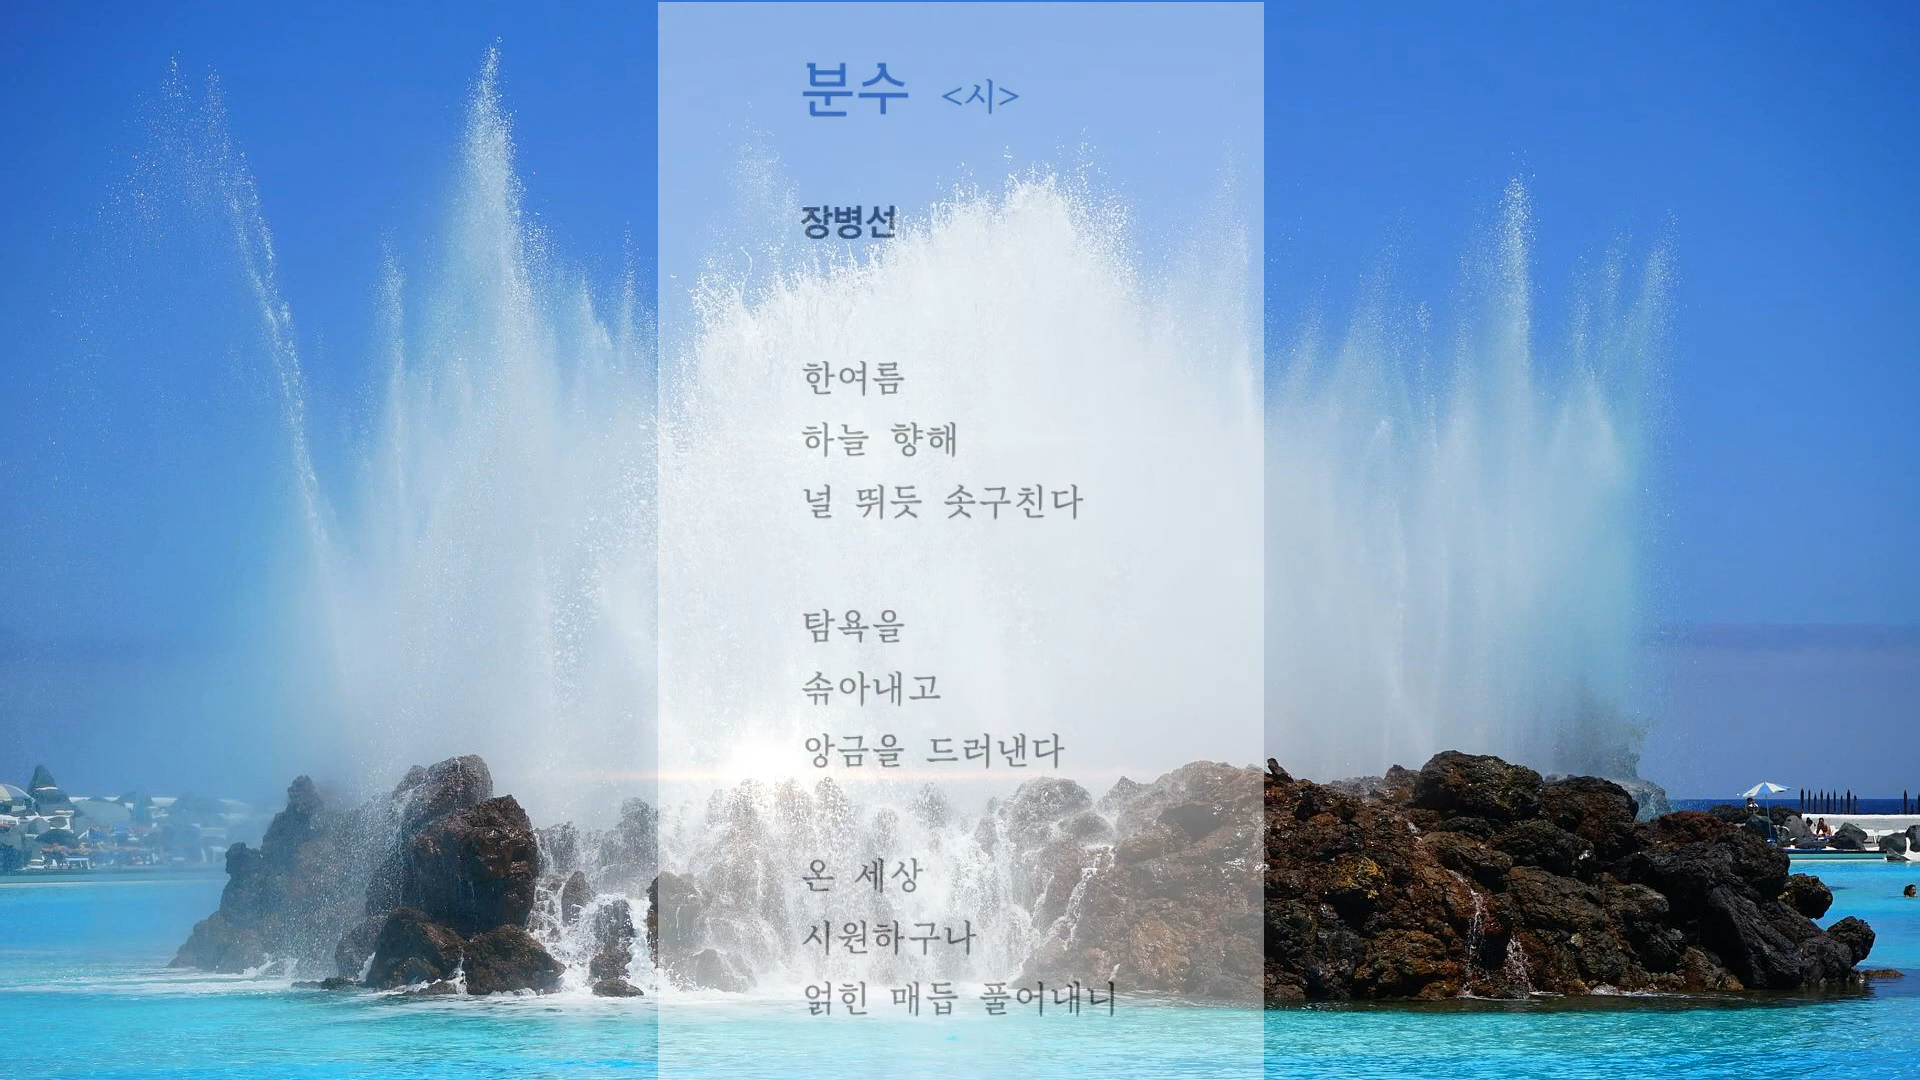 분수 <시>
장병선
한여름
하늘 향해
널 뛰듯 솟구친다
탐욕을
솎아내고
앙금을 드러낸다
온 세상
시원하구나
얽힌 매듭 풀어내니